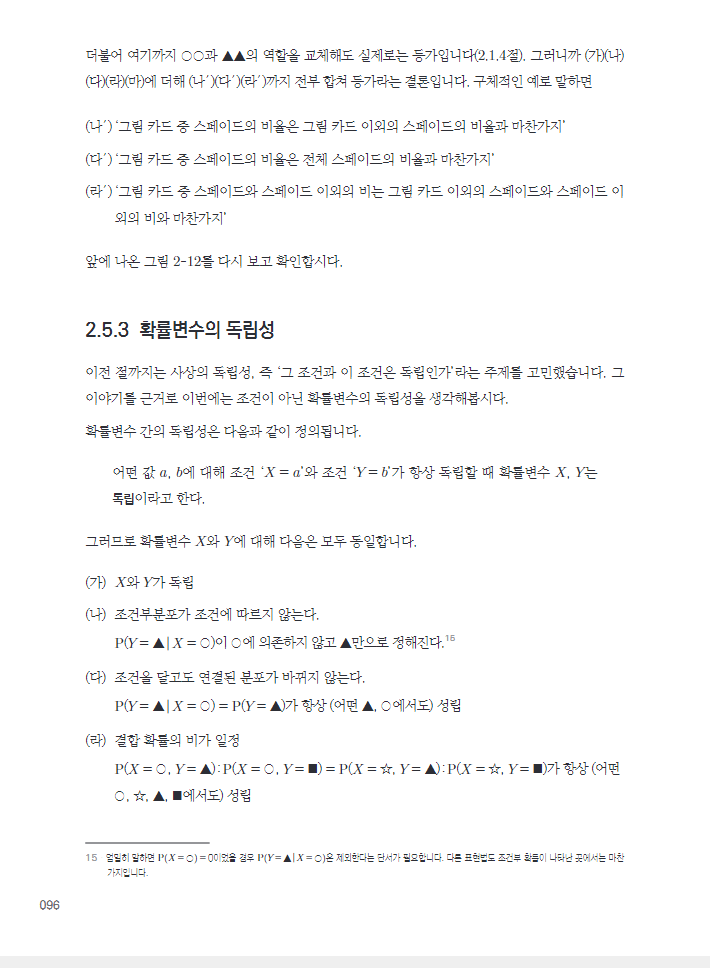 더불어 여기까지 ○○과 ▲▲의 역할을 교체해도 실제로는 등가입니다(2.1.4절). 그러니까 (가)(나)
(다)(라)(마)에 더해 (나′)(다′)(라′)까지 전부 합쳐 등가라는 결론입니다. 구체적인 예로 말하면
(나′) ‘그림 카드 중 스페이드의 비율은 그림 카드 이외의 스페이드의 비율과 마찬가지’
(다′) ‘그림 카드 중 스페이드의 비율은 전체 스페이드의 비율과 마찬가지’
(라′) ‘그림 카드 중 스페이드와 스페이드 이외의 비는 그림 카드 이외의 스페이드와 스페이드 이
외의 비와 마찬가지’
앞에 나온 그림 2-12를 다시 보고 확인합시다.
2.5.3 확률변수의 독립성
이전 절까지는 사상의 독립성, 즉 ‘그 조건과 이 조건은 독립인가’라는 주제를 고민했습니다. 그
이야기를 근거로 이번에는 조건이 아닌 확률변수의 독립성을 생각해봅시다.
확률변수 간의 독립성은 다음과 같이 정의됩니다.
어떤 값 a, b에 대해 조건 ‘X = a’와 조건 ‘Y = b’가 항상 독립할 때 확률변수 X, Y는
독립이라고 한다.
그러므로 확률변수 X와 Y에 대해 다음은 모두 동일합니다.
(가) X와 Y가 독립
(나) 조건부분포가 조건에 따르지 않는다.
P(Y = ▲ | X = ○)이 ○에 의존하지 않고 ▲만으로 정해진다.15
(다) 조건을 달고도 연결된 분포가 바뀌지 않는다.
P(Y = ▲ | X = ○) = P(Y = ▲)가 항상 (어떤 ▲, ○에서도) 성립
(라) 결합 확률의 비가 일정
P(X = ○, Y = ▲) : P(X = ○, Y = ■) = P(X = ☆, Y = ▲) : P(X = ☆, Y = ■)가 항상 (어떤
○, ☆, ▲, ■에서도) 성립
15 엄밀히 말하면 P(X = ○) = 0이었을 경우 P(Y = ▲ | X = ○)은 제외한다는 단서가 필요합니다. 다른 표현법도 조건부 확률이 나타난 곳에서는 마찬
가지입니다.
096